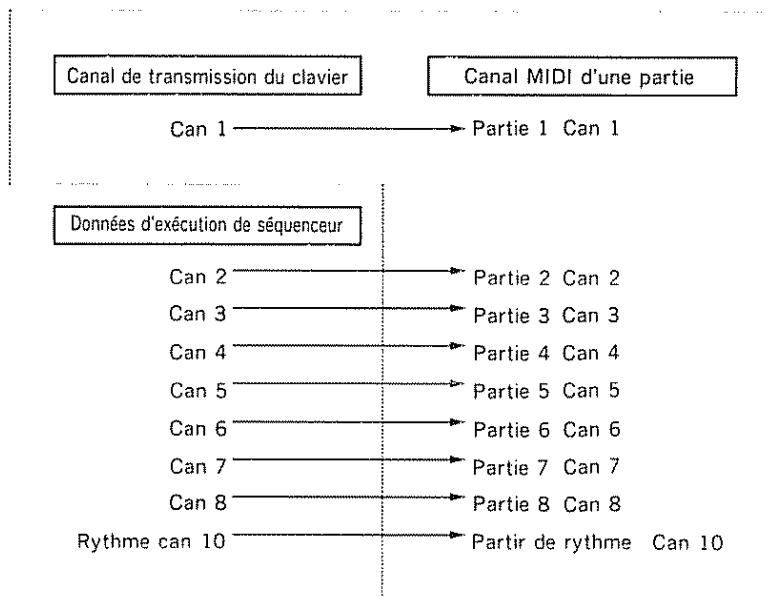 Canal de transmission du clavier Canal MIDI d'une partie
Can 1 Partie 1 Can 1
Données d'exécution de séquenceur
Can 2 Partie 2 Can 2
Can 3 Partie 3 Can 3
Can 4 Partie 4 Can 4
Can 5 Partie 5 Can 5
Can 6 Partie 6 Can 6
Can 7 Partie 7 Can 7
Can 8 Partie 8 Can 8
Rythme can 10 Partir de rythme Can 10